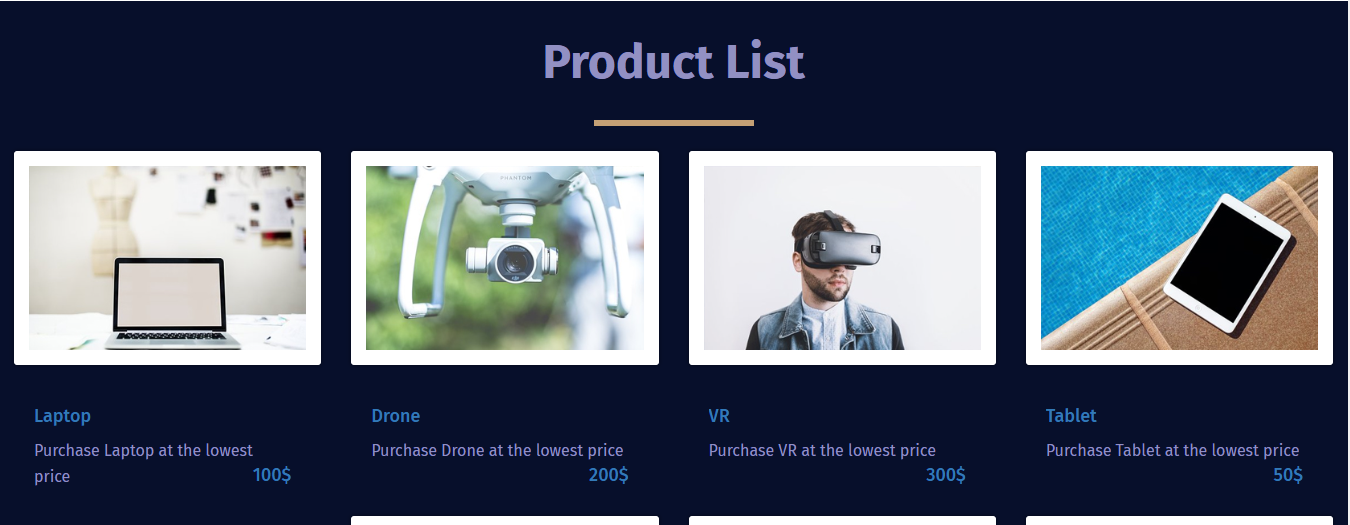 Product List
PHANTOM
Laptop
Purchase Laptop at the lowest
price
100$
Drone
Purchase Drone at the lowest price
200$
VR
Purchase VR at the lowest price
300$
Tablet
Purchase Tablet at the lowest price
50$